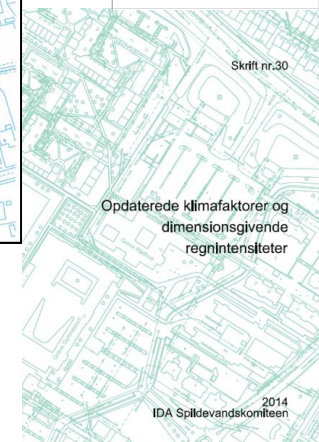 Skrift nr.30
Opdaterede klimafaktorer og
dimensionsgivende
regnintensiteter
2014
IDA Spildevandskomiteen